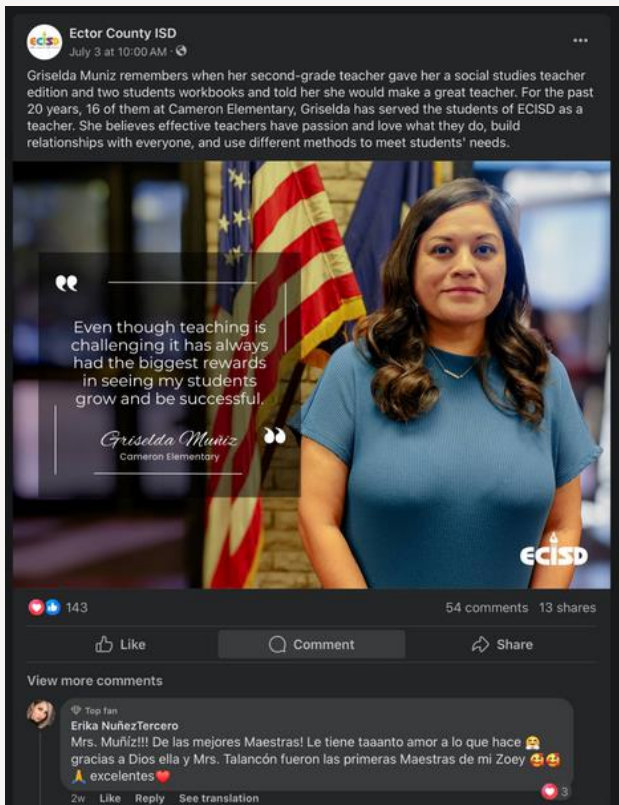 Ector County ISD
July 3 at 10:00 AM ·
Griselda Muniz remembers when her second-grade teacher gave her a social studies teacher
edition and two students workbooks and told her she would make a great teacher. For the past
20 years, 16 of them at Cameron Elementary, Griselda has served the students of ECISD as a
teacher. She believes effective teachers have passion and love what they do, build
relationships with everyone, and use different methods to meet students' needs.
❝
Even though teaching is
challenging it has always
had the biggest rewards
in seeing my students
grow and be successful.
Griselda Muñiz ❞
Cameron Elementary
ECISD
143
54 comments 13 shares
Like Comment Share
View more comments
Top fan
Erika NuñezTercero
Mrs. Muñíz!!! De las mejores Maestras! Le tiene taaanto amor a lo que hace 🤗
gracias a Dios ella y Mrs. Talancón fueron las primeras Maestras de mi Zoey 🥰🥰
🙏 excelentes❤️
3
2w Like Reply See translation